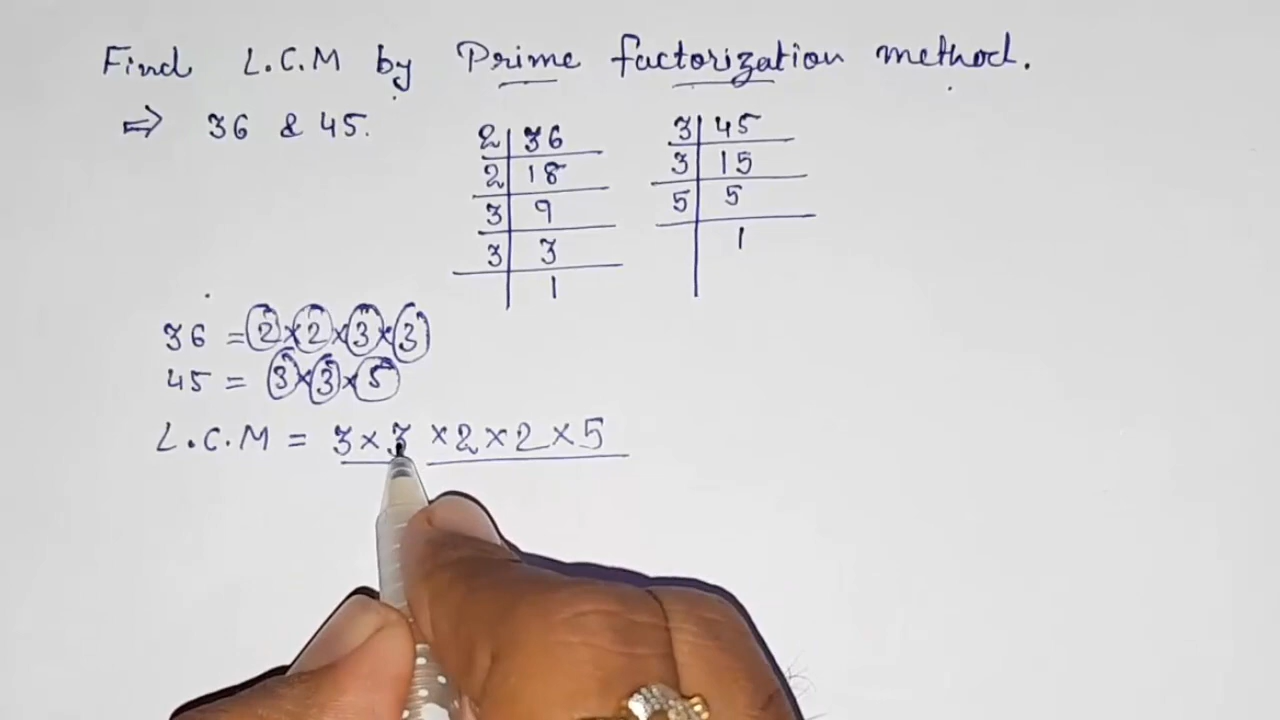 Find L.C.M by Prime factorization method.
⇒ 36 & 45.
2 | 36
2 | 18
3 | 9
3 | 3
1
3 | 45
3 | 15
5 | 5
1
36 = 2×2×3×3
45 = 3×3×5
L.C.M = 3×3 ×2×2×5